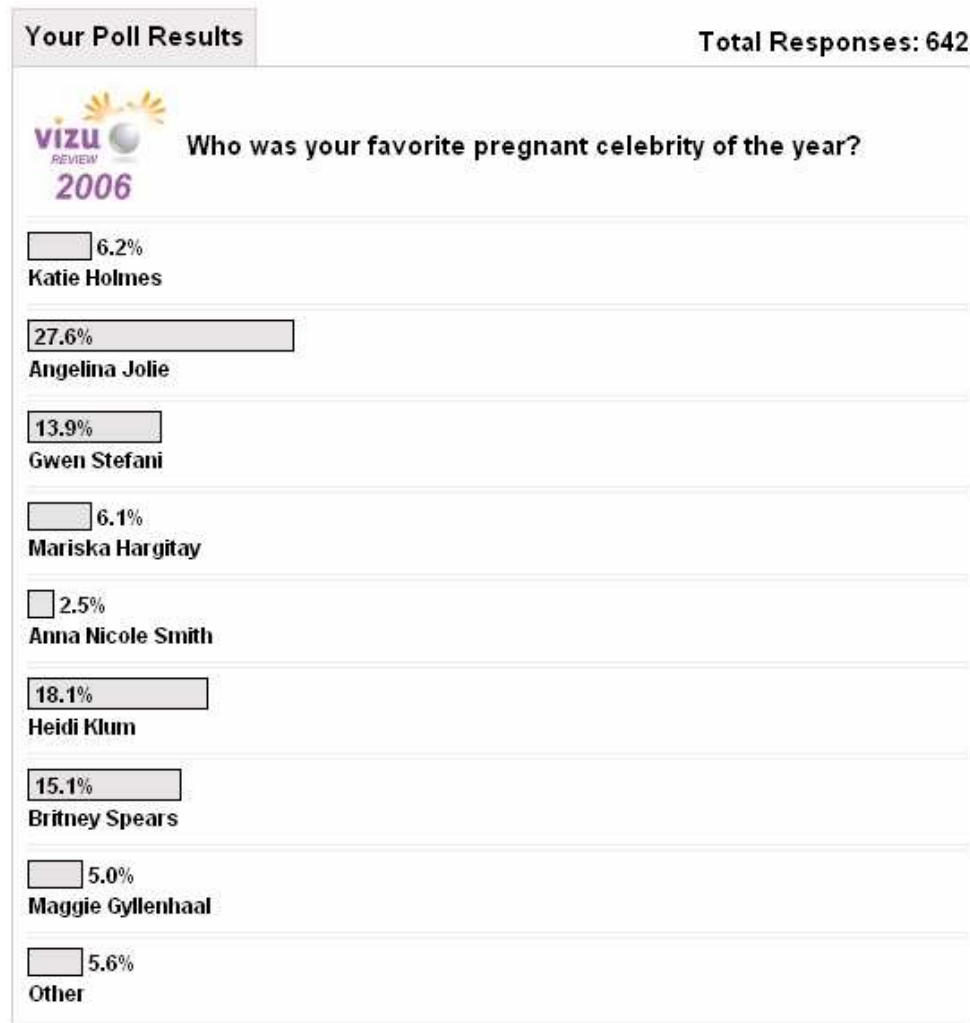 Your Poll Results
Total Responses: 642
vizu
REVIEW
2006
Who was your favorite pregnant celebrity of the year?
6.2%
Katie Holmes
27.6%
Angelina Jolie
13.9%
Gwen Stefani
6.1%
Mariska Hargitay
2.5%
Anna Nicole Smith
18.1%
Heidi Klum
15.1%
Britney Spears
5.0%
Maggie Gyllenhaal
5.6%
Other